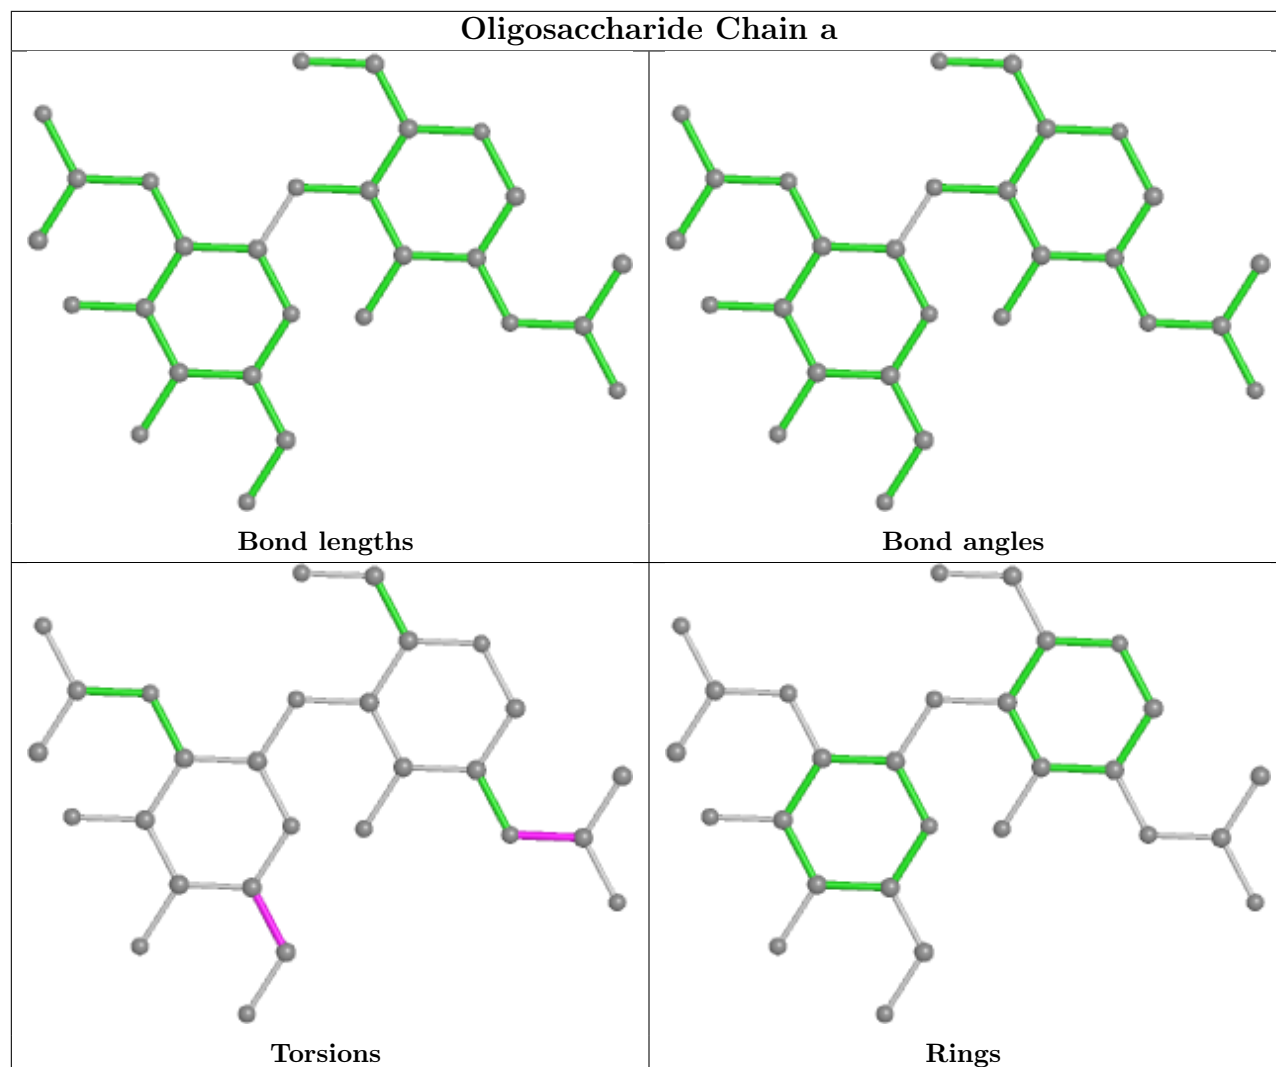 Oligosaccharide Chain a
Bond lengths
Bond angles
Torsions
Rings